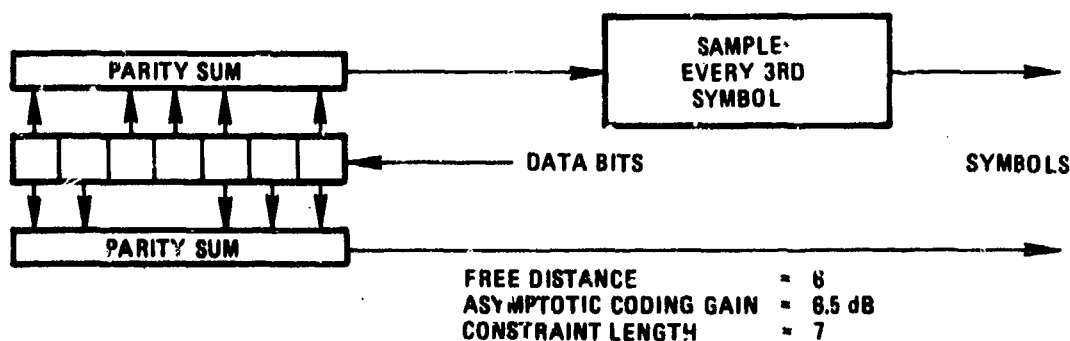 PARITY SUM
SAMPLE
EVERY 3RD
SYMBOL
DATA BITS
SYMBOLS
PARITY SUM
FREE DISTANCE = 6
ASYMPTOTIC CODING GAIN = 6.5 dB
CONSTRAINT LENGTH = 7